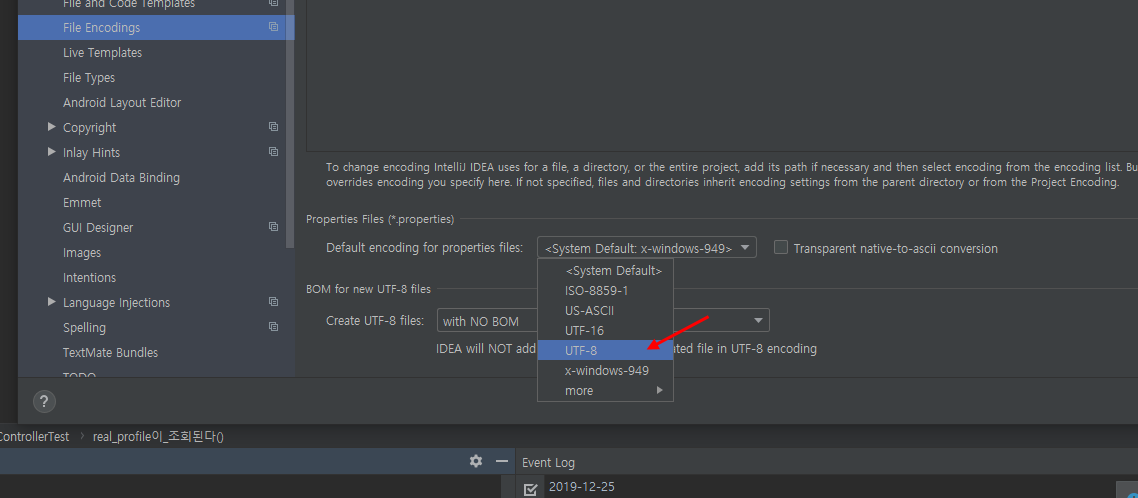 File and Code Templates
File Encodings
Live Templates
File Types
Android Layout Editor
Copyright
Inlay Hints
Android Data Binding
Emmet
GUI Designer
Images
Intentions
Language Injections
Spelling
TextMate Bundles
TODO
To change encoding IntelliJ IDEA uses for a file, a directory, or the entire project, add its path if necessary and then select encoding from the encoding list. Bu
overrides encoding you specify here. If not specified, files and directories inherit encoding settings from the parent directory or from the Project Encoding.
Properties Files (*.properties)
Default encoding for properties files: <System Default: x-windows-949> Transparent native-to-ascii conversion
<System Default>
ISO-8859-1
US-ASCII
UTF-16
UTF-8
x-windows-949
more
BOM for new UTF-8 files
Create UTF-8 files: with NO BOM
IDEA will NOT add ted file in UTF-8 encoding
?
ControllerTest real_profile이_조회된다()
Event Log
2019-12-25